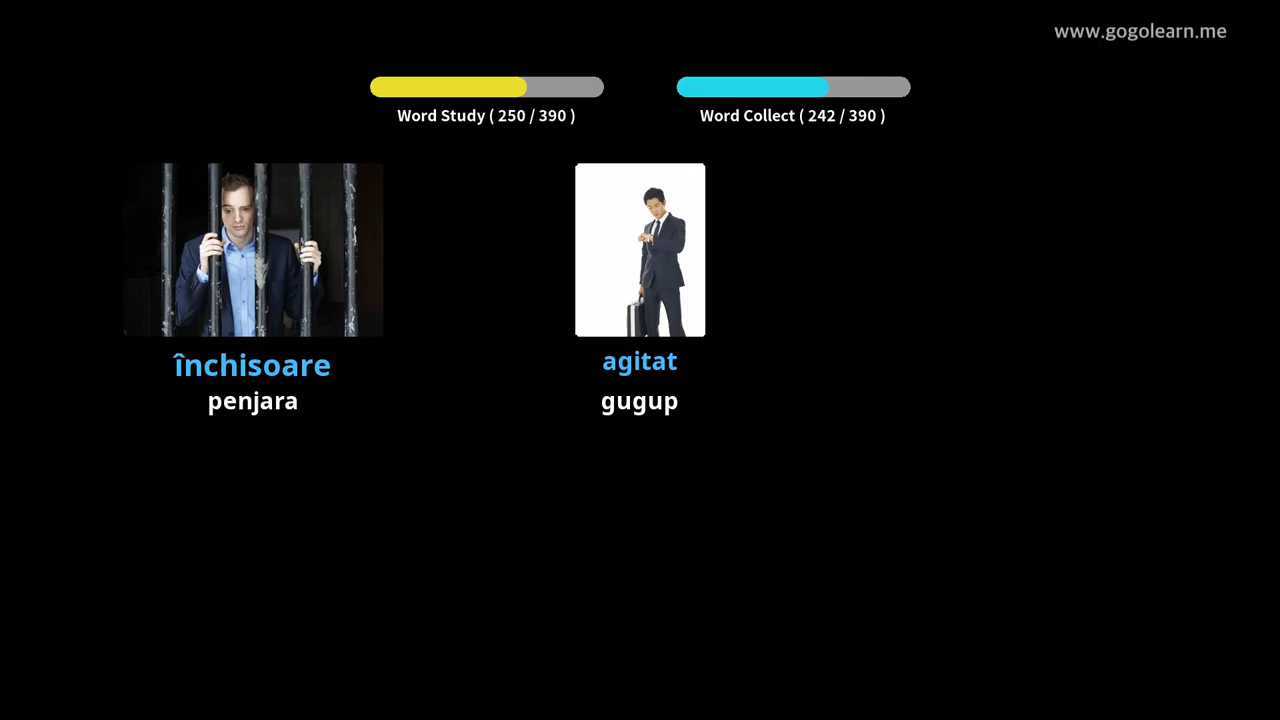 www.gogolearn.me
Word Study ( 250 / 390 )
Word Collect ( 242 / 390 )
închisoare
penjara
agitat
gugup